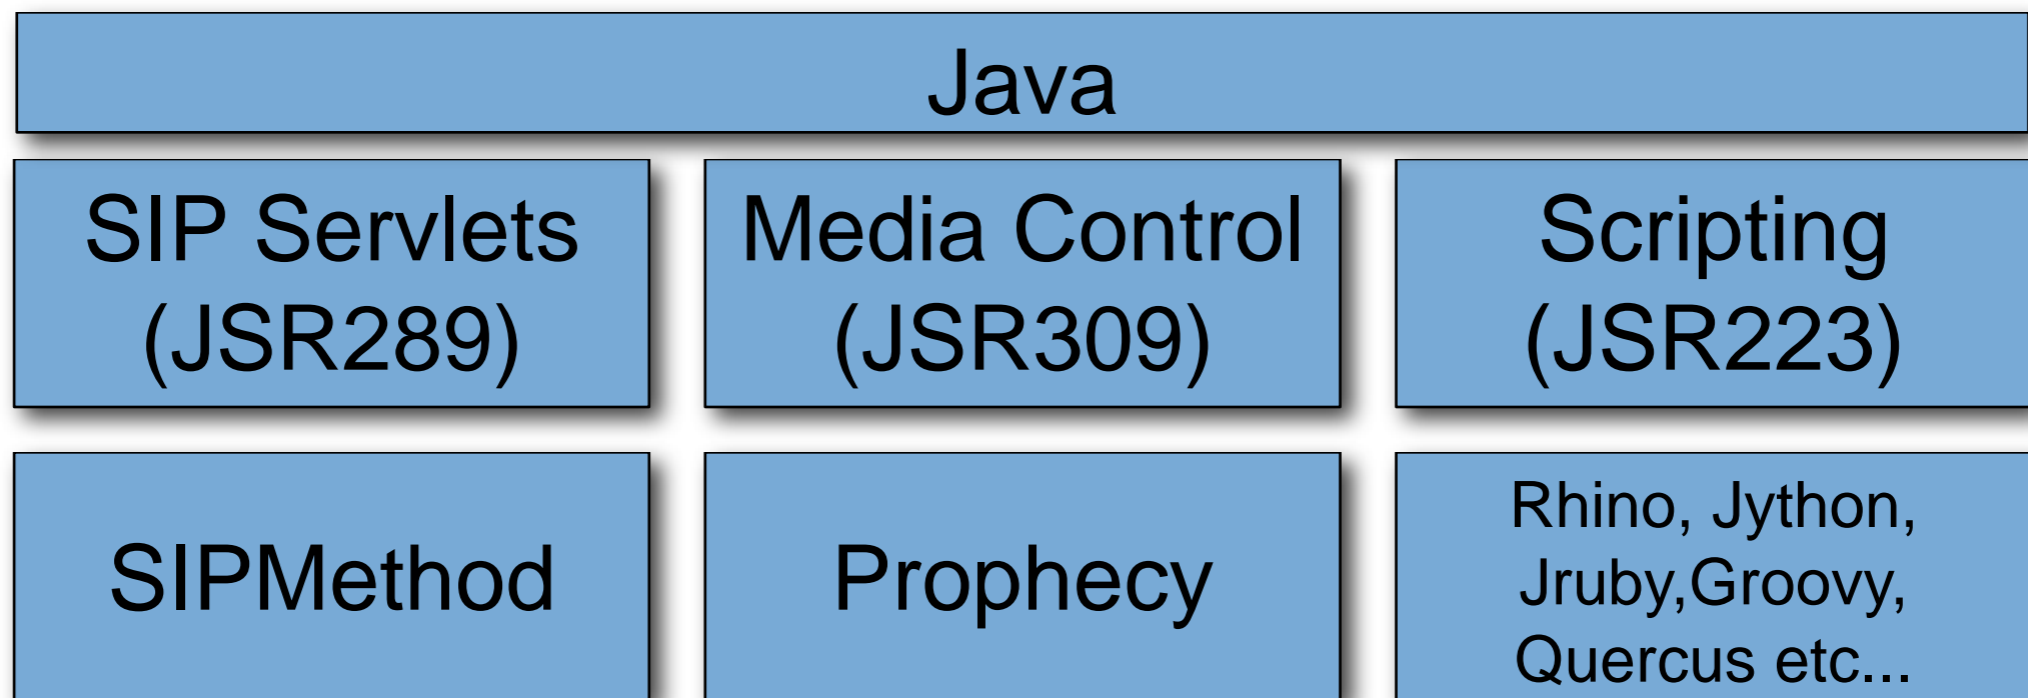 Java
SIP Servlets
(JSR289)
Media Control
(JSR309)
Scripting
(JSR223)
SIPMethod
Prophecy
Rhino, Jython,
Jruby,Groovy,
Quercus etc...